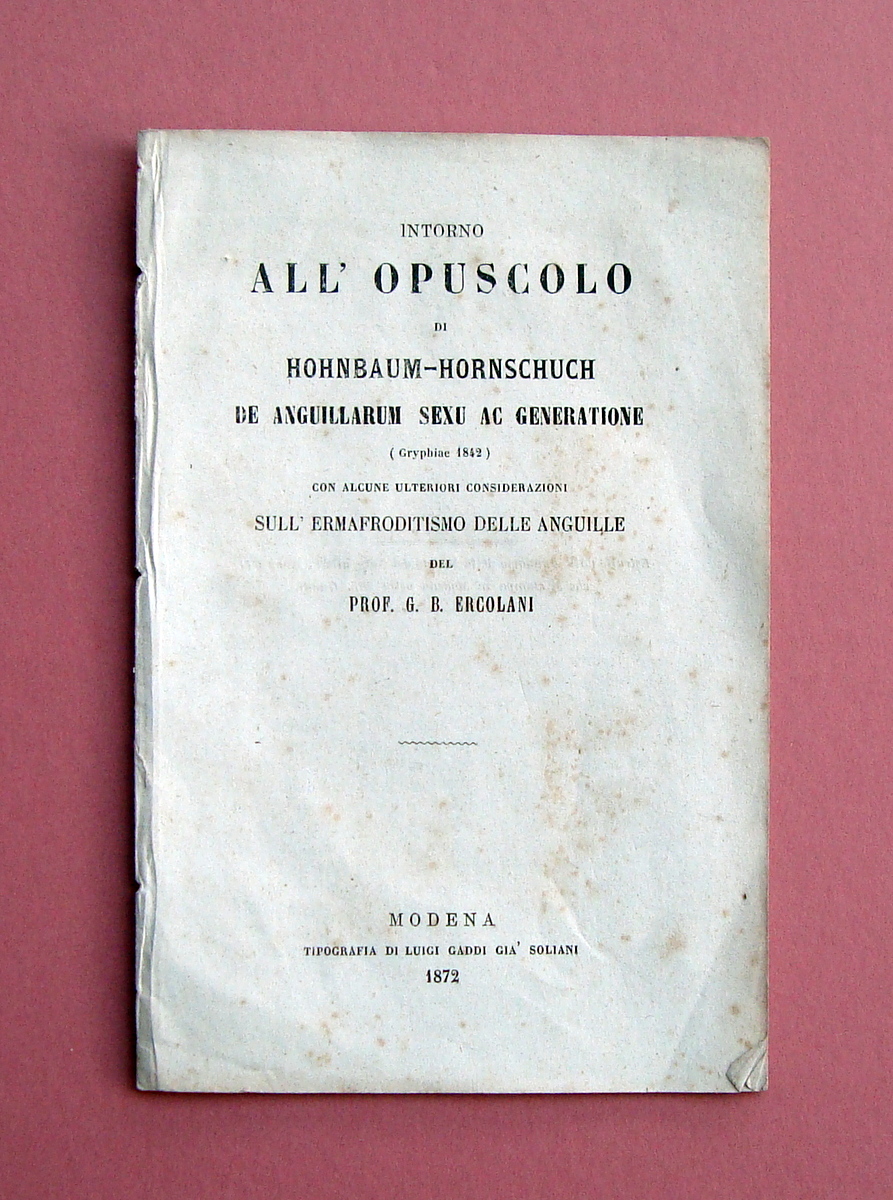 INTORNO
ALL' OPUSCOLO
DI
HOHNBAUM-HORNSCHUCH
DE ANGUILLARUM SEXU AC GENERATIONE
( Gryphiae 1842 )
CON ALCUNE ULTERIORI CONSIDERAZIONI
SULL' ERMAFRODITISMO DELLE ANGUILLE
DEL
PROF. G. B. ERCOLANI
MODENA
TIPOGRAFIA DI LUIGI GADDI GIA' SOLIANI
1872